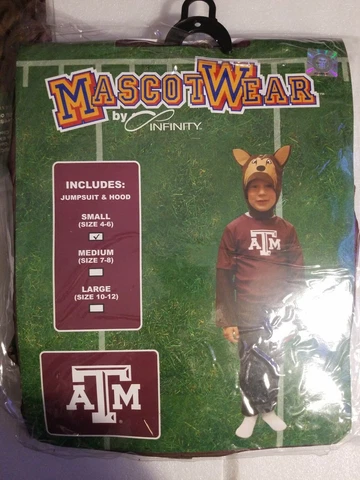 MASCOTWEAR
by INFINITY
INCLUDES:
JUMPSUIT & HOOD
SMALL
(SIZE 4-6)
MEDIUM
(SIZE 7-8)
LARGE
(SIZE 10-12)
ATM
ATM